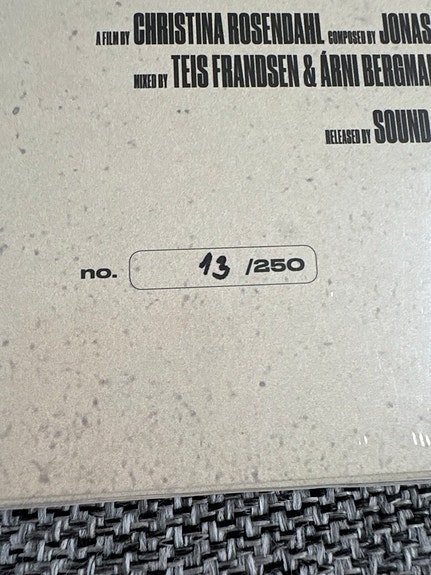 A FILM BY CHRISTINA ROSENDAHL COMPOSED BY JONAS
MIXED BY TEIS FRANDSEN & ÁRNI BERGMA
RELEASED BY SOUND
no. 13 /250